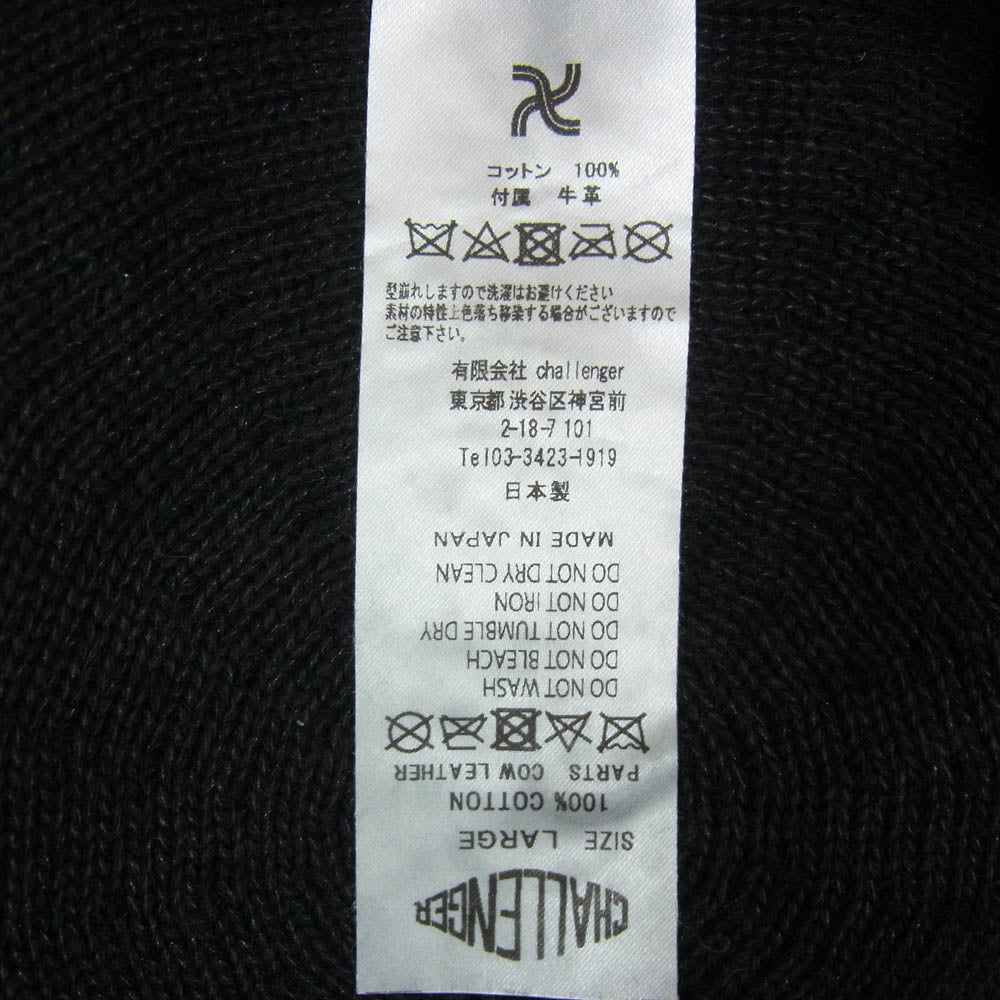 コットン 100%
付属 牛革
型崩れしますので洗濯はお避けください
素材の特性上色落ち移染する場合がございますので
ご注意下さい。
有限会社 challenger
東京都渋谷区神宮前
2-18-7 101
Tel03-3423-1919
日本製
CHALLENGER
SIZE LARGE
100% COTTON
PARTS COW LEATHER
DO NOT WASH
DO NOT BLEACH
DO NOT TUMBLE DRY
DO NOT IRON
DO NOT DRY CLEAN
MADE IN JAPAN